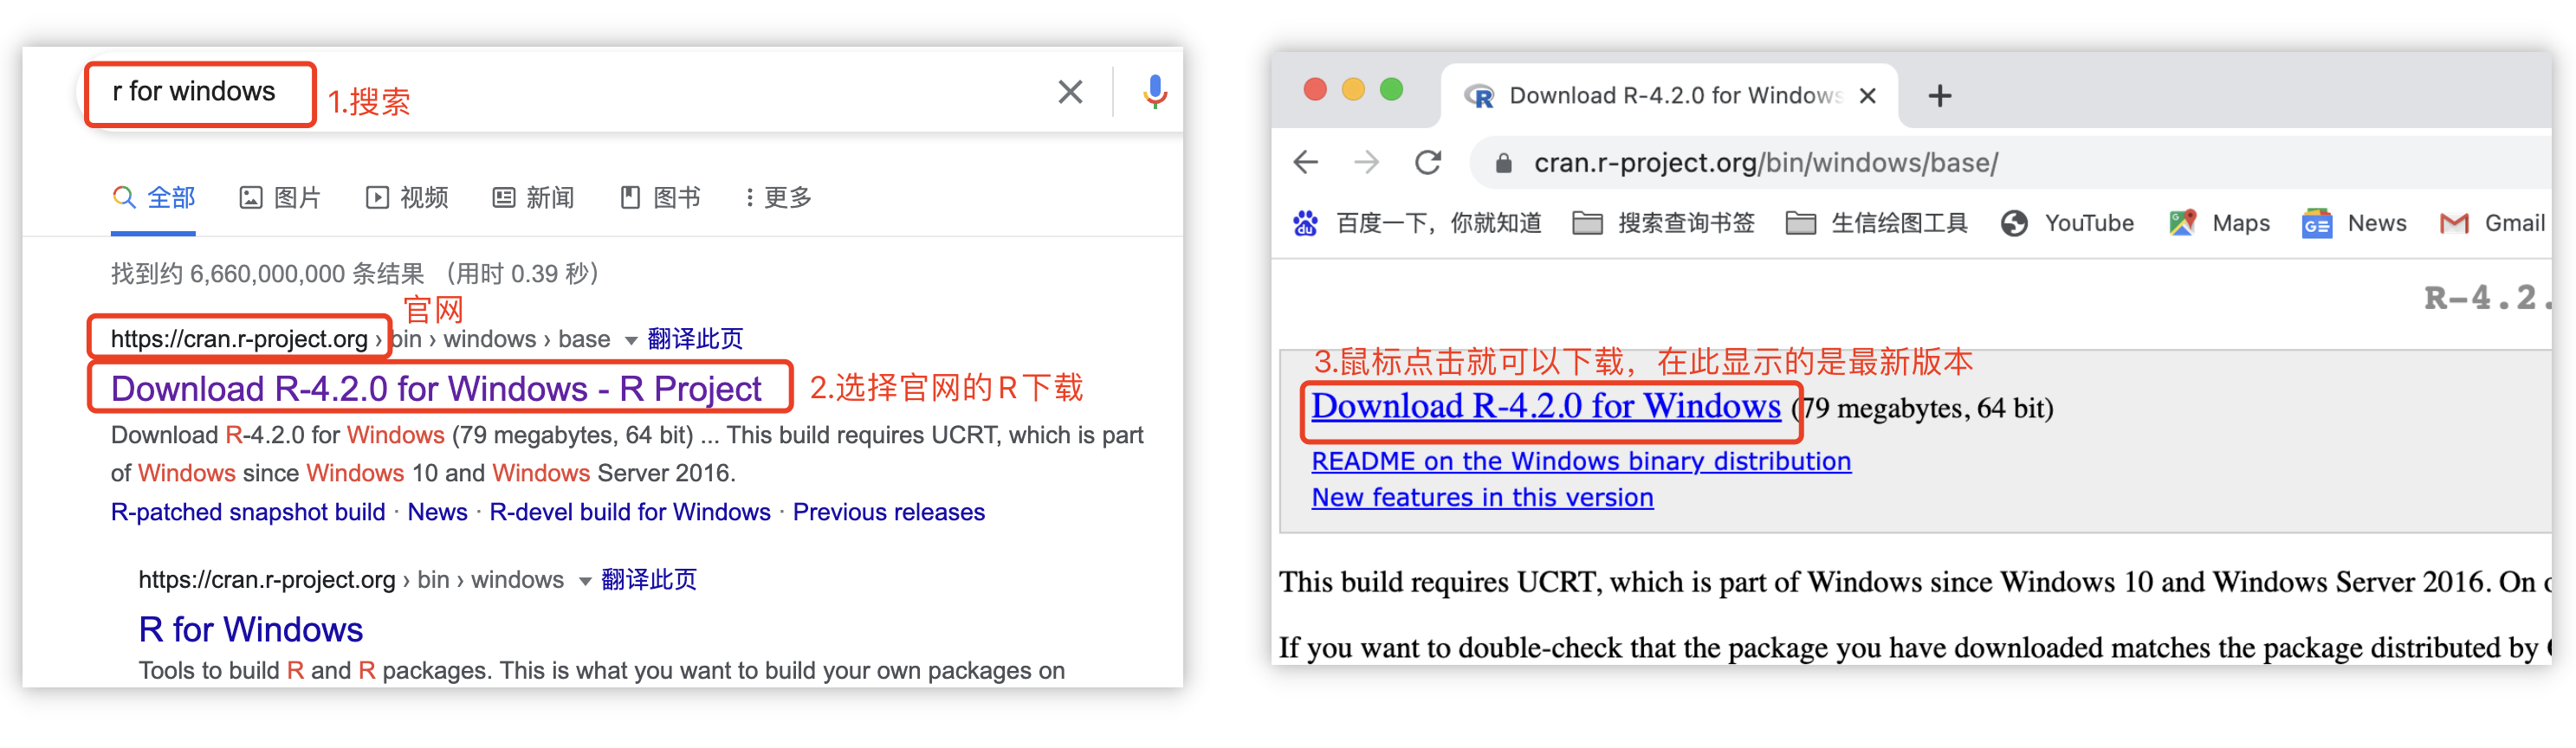 r for windows
1.搜索
全部 图片 视频 新闻 图书 更多
找到约 6,660,000,000 条结果 （用时 0.39 秒）
官网
https://cran.r-project.org › bin › windows › base 翻译此页
Download R-4.2.0 for Windows - R Project
2.选择官网的 R 下载
Download R-4.2.0 for Windows (79 megabytes, 64 bit) ... This build requires UCRT, which is part
of Windows since Windows 10 and Windows Server 2016.
R-patched snapshot build · News · R-devel build for Windows · Previous releases
https://cran.r-project.org › bin › windows 翻译此页
R for Windows
Tools to build R and R packages. This is what you want to build your own packages on
Download R-4.2.0 for Windows
cran.r-project.org/bin/windows/base/
百度一下，你就知道 搜索查询书签 生信绘图工具 YouTube Maps News Gmail
R-4.2.
3.鼠标点击就可以下载，在此显示的是最新版本
Download R-4.2.0 for Windows (79 megabytes, 64 bit)
README on the Windows binary distribution
New features in this version
This build requires UCRT, which is part of Windows since Windows 10 and Windows Server 2016. On
If you want to double-check that the package you have downloaded matches the package distributed by